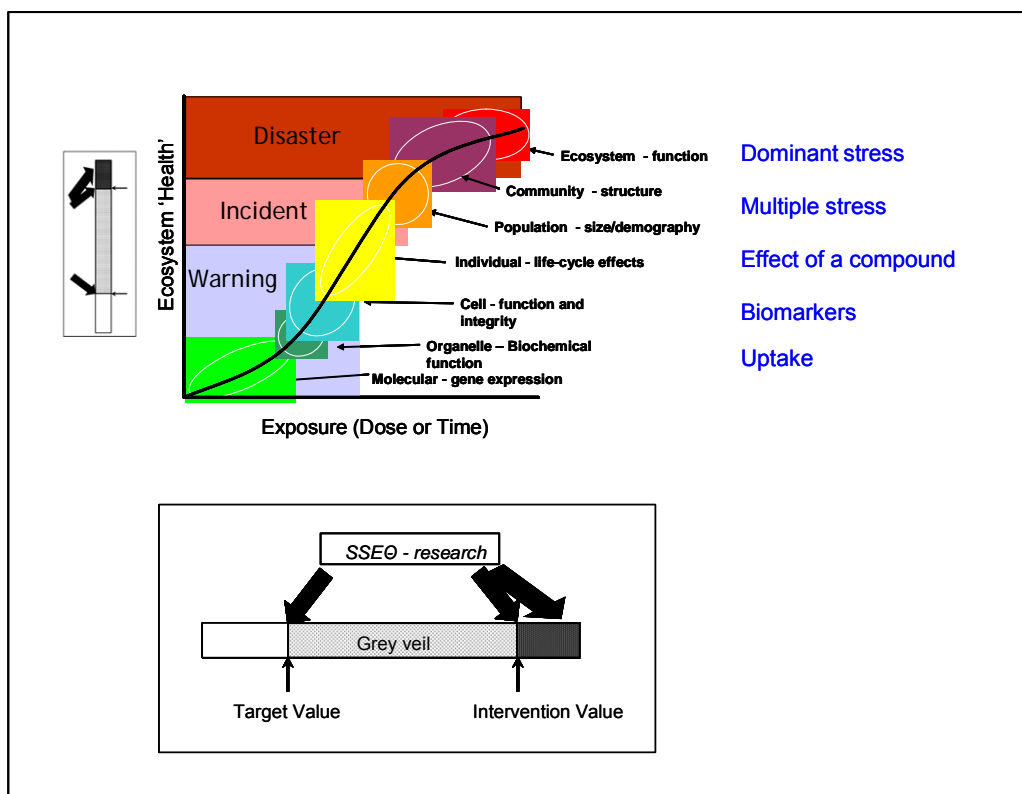 Disaster
Incident
Warning
Ecosystem 'Health'
Ecosystem - function
Community - structure
Population - size/demography
Individual - life-cycle effects
Cell - function and
integrity
Organelle – Biochemical
function
Molecular - gene expression
Exposure (Dose or Time)
Dominant stress
Multiple stress
Effect of a compound
Biomarkers
Uptake
SSEΘ - research
Grey veil
Target Value
Intervention Value